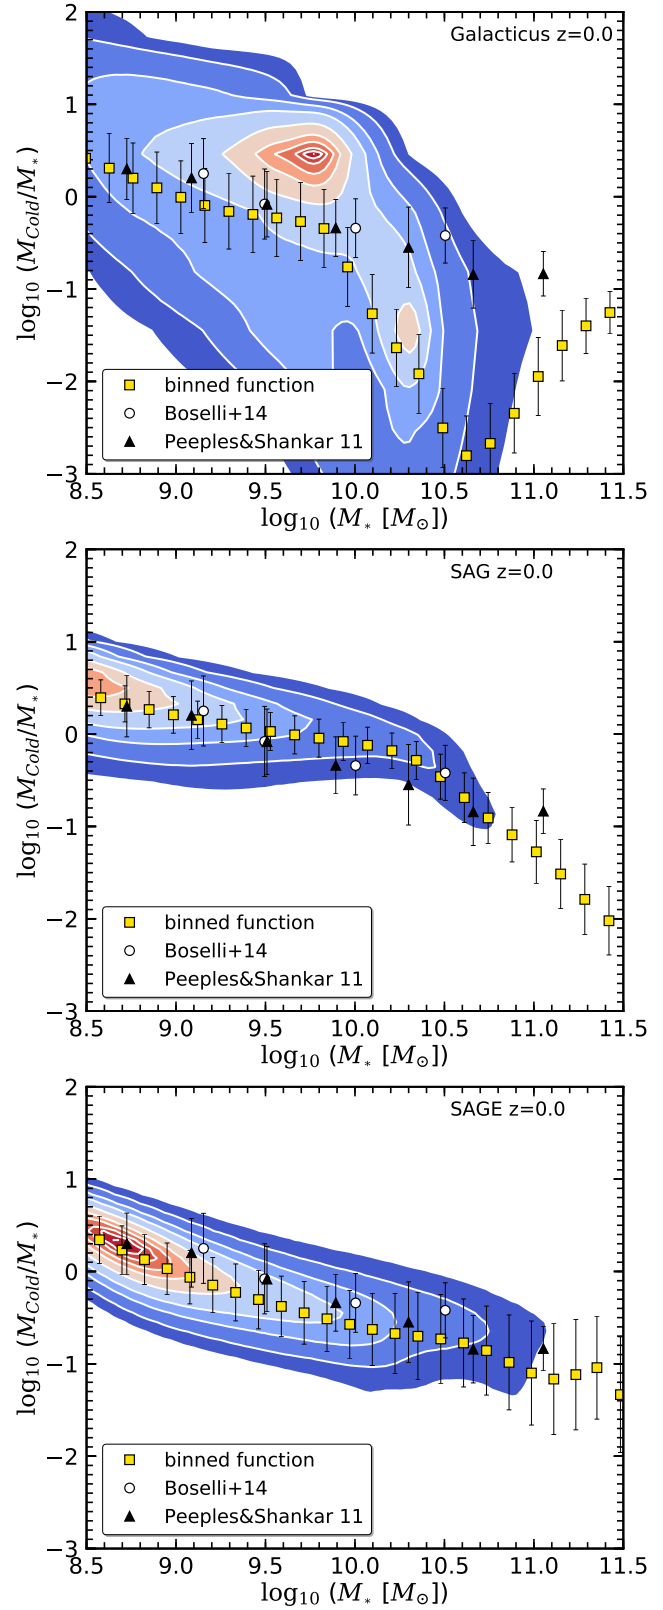 Galacticus z=0.0
2
1
0
−1
−2
−3
log10 (MCold/M*)
binned function
Boselli+14
Peeples&Shankar 11
8.5 9.0 9.5 10.0 10.5 11.0 11.5
log10 (M* [M⊙])
SAG z=0.0
2
1
0
−1
−2
−3
log10 (MCold/M*)
binned function
Boselli+14
Peeples&Shankar 11
8.5 9.0 9.5 10.0 10.5 11.0 11.5
log10 (M* [M⊙])
SAGE z=0.0
2
1
0
−1
−2
−3
log10 (MCold/M*)
binned function
Boselli+14
Peeples&Shankar 11
8.5 9.0 9.5 10.0 10.5 11.0 11.5
log10 (M* [M⊙])